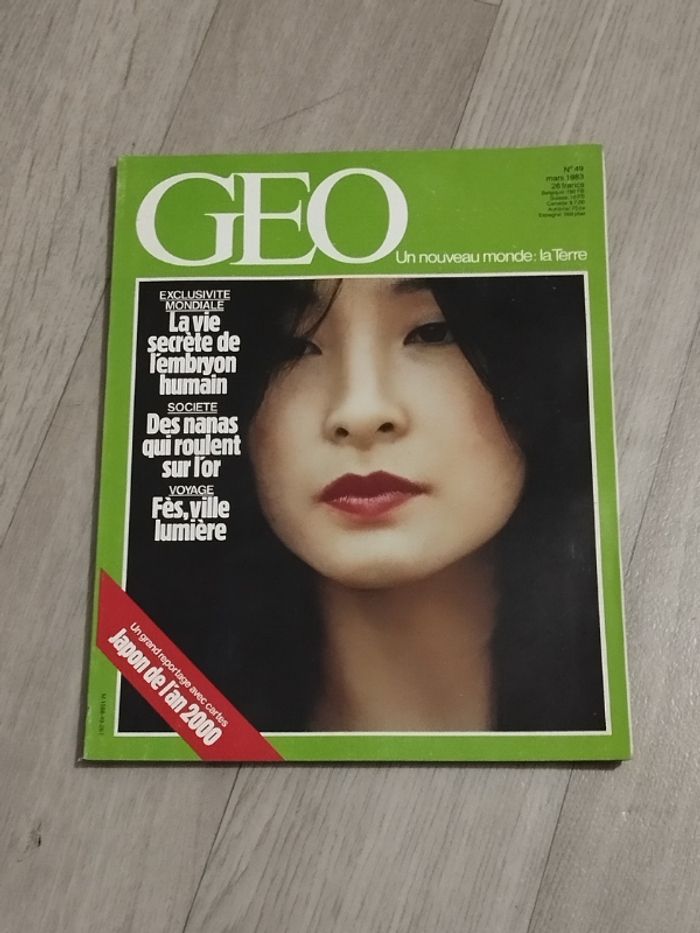 GEO
N° 49
mars 1983
26 francs
Un nouveau monde: la Terre
EXCLUSIVITE
MONDIALE
La vie
secrète de
l'embryon
humain
SOCIETE
Des nanas
qui roulent
sur l'or
VOYAGE
Fès, ville
lumière
Un grand reportage avec cartes
Japon de l'an 2000